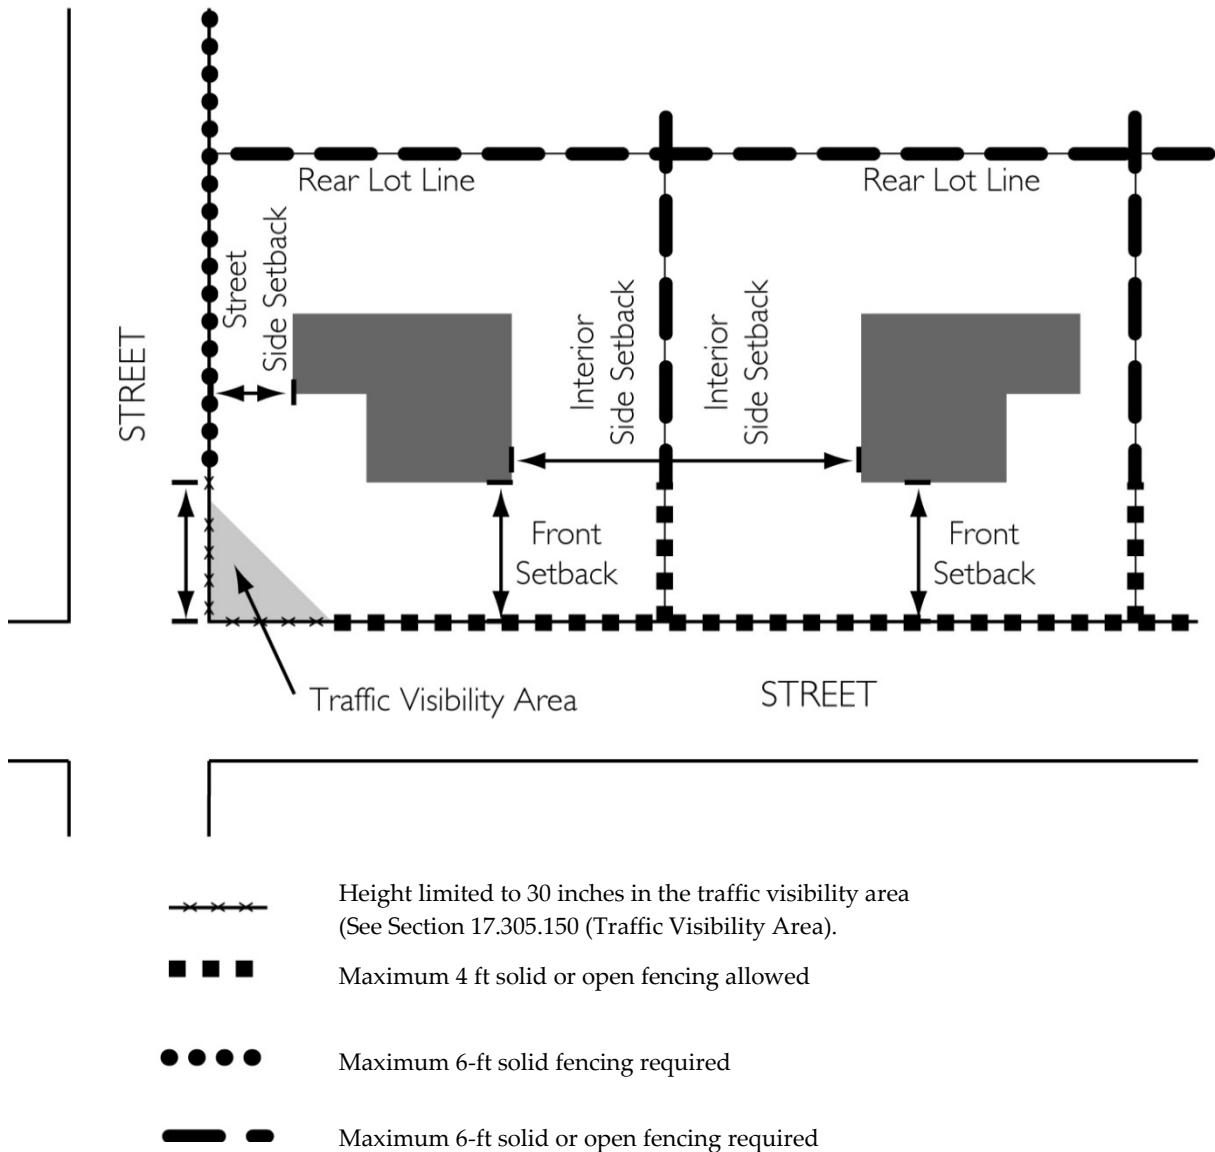 Rear Lot Line
Rear Lot Line
Street
Side Setback
Interior
Side Setback
Interior
Side Setback
STREET
Front
Setback
Front
Setback
Traffic Visibility Area
STREET
Height limited to 30 inches in the traffic visibility area
(See Section 17.305.150 (Traffic Visibility Area).
Maximum 4 ft solid or open fencing allowed
Maximum 6-ft solid fencing required
Maximum 6-ft solid or open fencing required